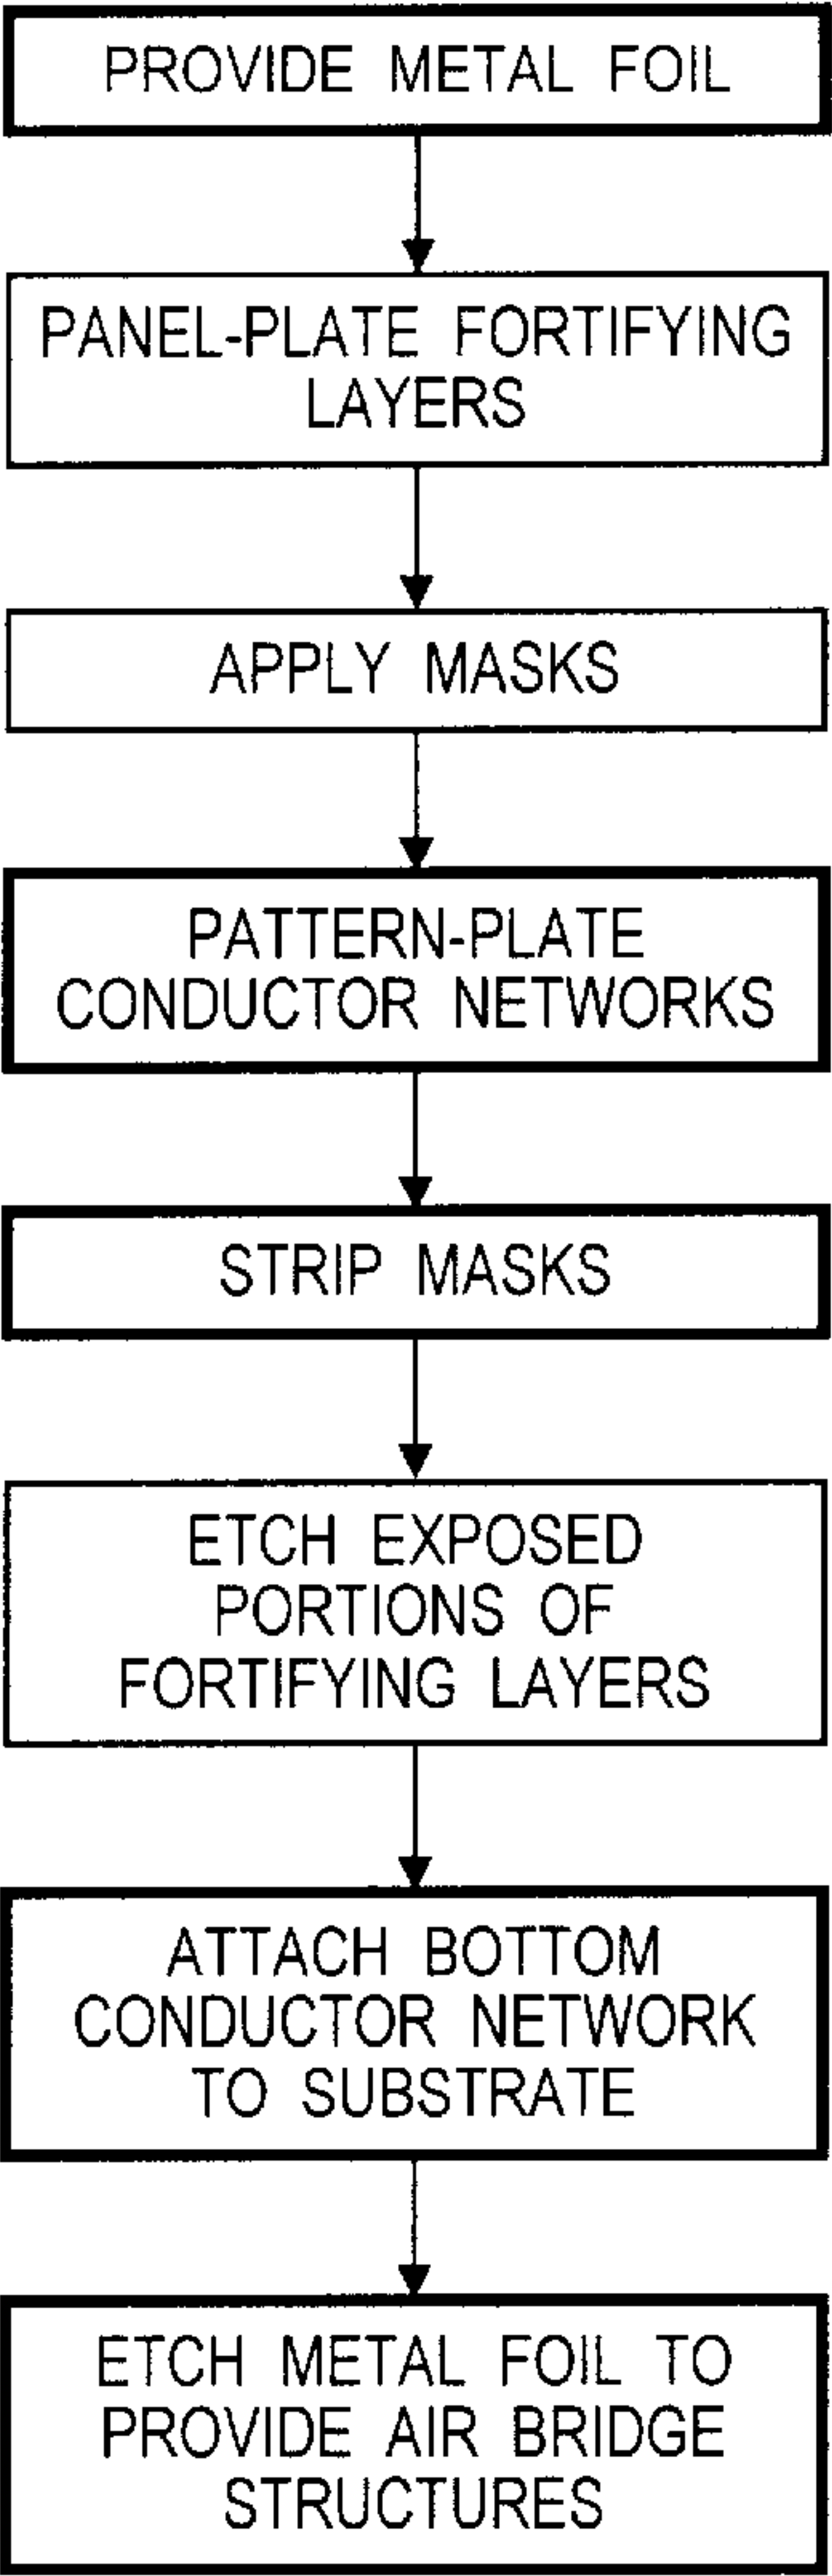 PROVIDE METAL FOIL
PANEL-PLATE FORTIFYING
LAYERS
APPLY MASKS
PATTERN-PLATE
CONDUCTOR NETWORKS
STRIP MASKS
ETCH EXPOSED
PORTIONS OF
FORTIFYING LAYERS
ATTACH BOTTOM
CONDUCTOR NETWORK
TO SUBSTRATE
ETCH METAL FOIL TO
PROVIDE AIR BRIDGE
STRUCTURES